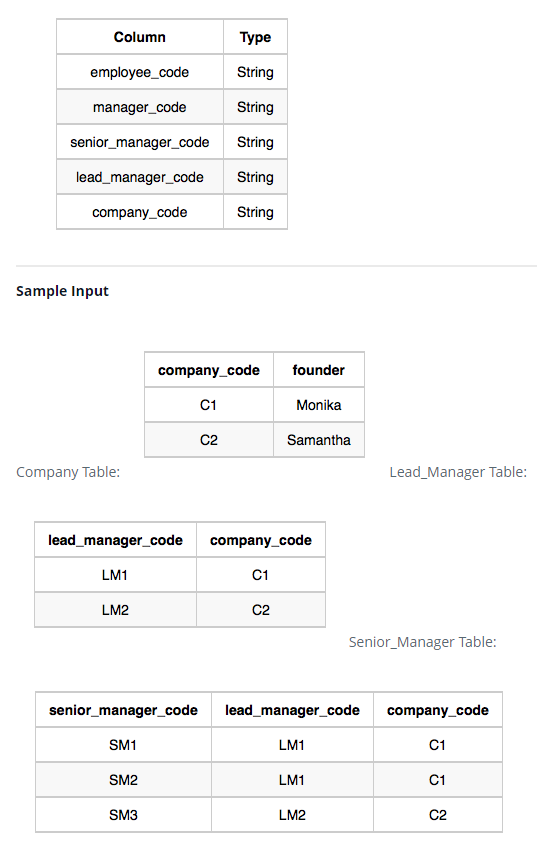 Column Type
employee_code String
manager_code String
senior_manager_code String
lead_manager_code String
company_code String
Sample Input
company_code founder
C1 Monika
C2 Samantha
Company Table: Lead_Manager Table:
lead_manager_code company_code
LM1 C1
LM2 C2
Senior_Manager Table:
senior_manager_code lead_manager_code company_code
SM1 LM1 C1
SM2 LM1 C1
SM3 LM2 C2